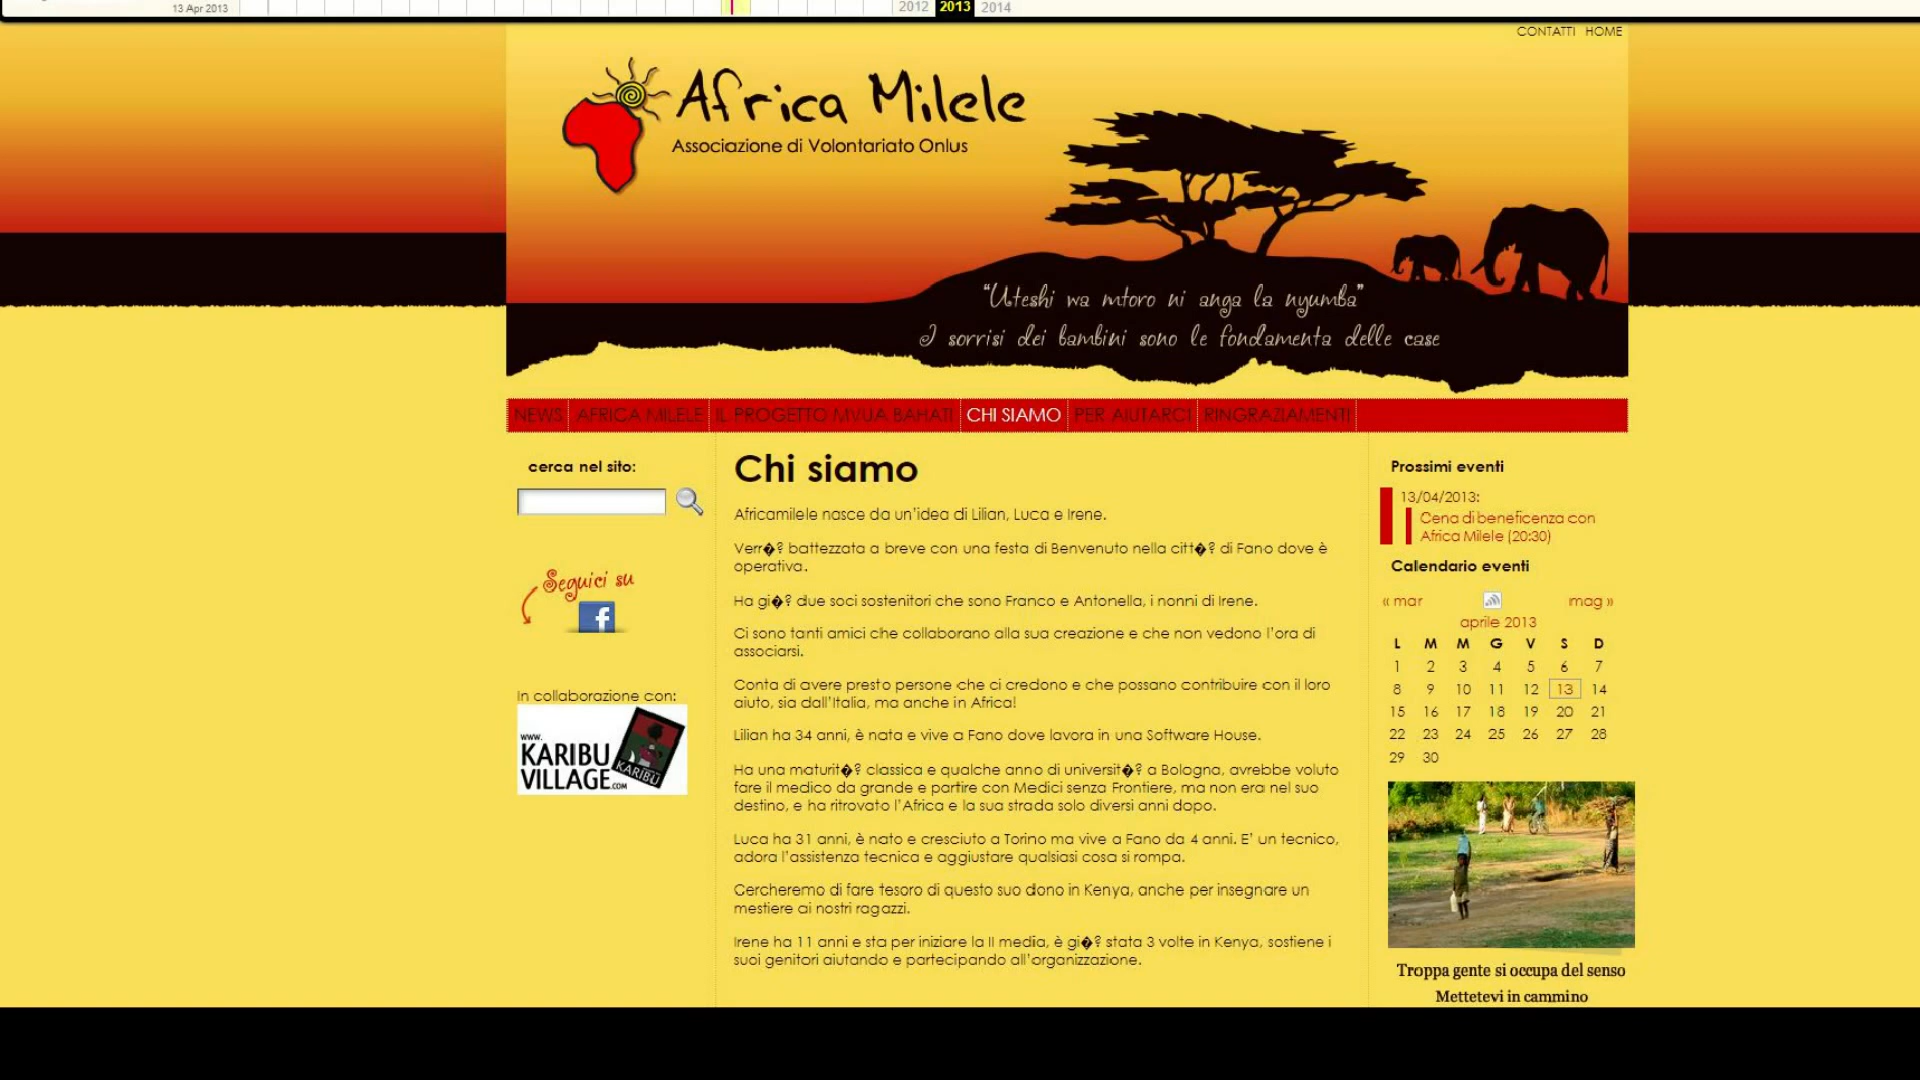 13 Apr 2013
2012 2013 2014
CONTATTI HOME
Africa Milele
Associazione di Volontariato Onlus
"Uteshi wa mtoro ni anga la nyumba"
I sorrisi dei bambini sono le fondamenta delle case
NEWS AFRICA MILELE IL PROGETTO MVUA BAHATI CHI SIAMO PER AIUTARCI RINGRAZIAMENTI
cerca nel sito:
Seguici su
f
In collaborazione con:
www.
KARIBU
VILLAGE.COM
KARIBU
Chi siamo
Africamilele nasce da un'idea di Lilian, Luca e Irene.
Verr�? battezzata a breve con una festa di Benvenuto nella citt�? di Fano dove è
operativa.
Ha gi�? due soci sostenitori che sono Franco e Antonella, i nonni di Irene.
Ci sono tanti amici che collaborano alla sua creazione e che non vedono l'ora di
associarsi.
Conta di avere presto persone che ci credono e che possano contribuire con il loro
aiuto, sia dall'Italia, ma anche in Africa!
Lilian ha 34 anni, è nata e vive a Fano dove lavora in una Software House.
Ha una maturit�? classica e qualche anno di universit�? a Bologna, avrebbe voluto
fare il medico da grande e partire con Medici senza Frontiere, ma non era nel suo
destino, e ha ritrovato l'Africa e la sua strada solo diversi anni dopo.
Luca ha 31 anni, è nato e cresciuto a Torino ma vive a Fano da 4 anni. E' un tecnico,
adora l'assistenza tecnica e aggiustare qualsiasi cosa si rompa.
Cercheremo di fare tesoro di questo suo dono in Kenya, anche per insegnare un
mestiere ai nostri ragazzi.
Irene ha 11 anni e sta per iniziare la II media, è gi�? stata 3 volte in Kenya, sostiene i
suoi genitori aiutando e partecipando all'organizzazione.
Prossimi eventi
13/04/2013:
Cena di beneficenza con
Africa Milele (20:30)
Calendario eventi
« mar mag »
aprile 2013
L M M G V S D
1 2 3 4 5 6 7
8 9 10 11 12 13 14
15 16 17 18 19 20 21
22 23 24 25 26 27 28
29 30
Troppa gente si occupa del senso
Mettetevi in cammino